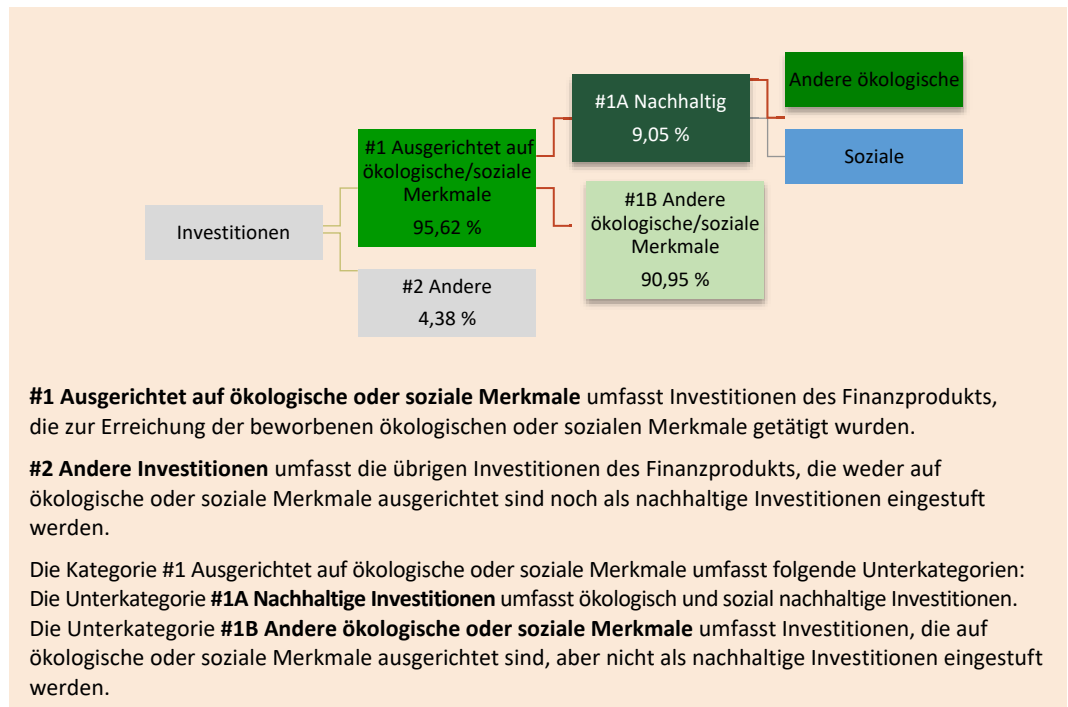 Investitionen
#1 Ausgerichtet auf
ökologische/soziale
Merkmale
95,62 %
#2 Andere
4,38 %
#1A Nachhaltig
9,05 %
#1B Andere
ökologische/soziale
Merkmale
90,95 %
Andere ökologische
Soziale
#1 Ausgerichtet auf ökologische oder soziale Merkmale umfasst Investitionen des Finanzprodukts,
die zur Erreichung der beworbenen ökologischen oder sozialen Merkmale getätigt wurden.
#2 Andere Investitionen umfasst die übrigen Investitionen des Finanzprodukts, die weder auf
ökologische oder soziale Merkmale ausgerichtet sind noch als nachhaltige Investitionen eingestuft
werden.
Die Kategorie #1 Ausgerichtet auf ökologische oder soziale Merkmale umfasst folgende Unterkategorien:
Die Unterkategorie #1A Nachhaltige Investitionen umfasst ökologisch und sozial nachhaltige Investitionen.
Die Unterkategorie #1B Andere ökologische oder soziale Merkmale umfasst Investitionen, die auf
ökologische oder soziale Merkmale ausgerichtet sind, aber nicht als nachhaltige Investitionen eingestuft
werden.